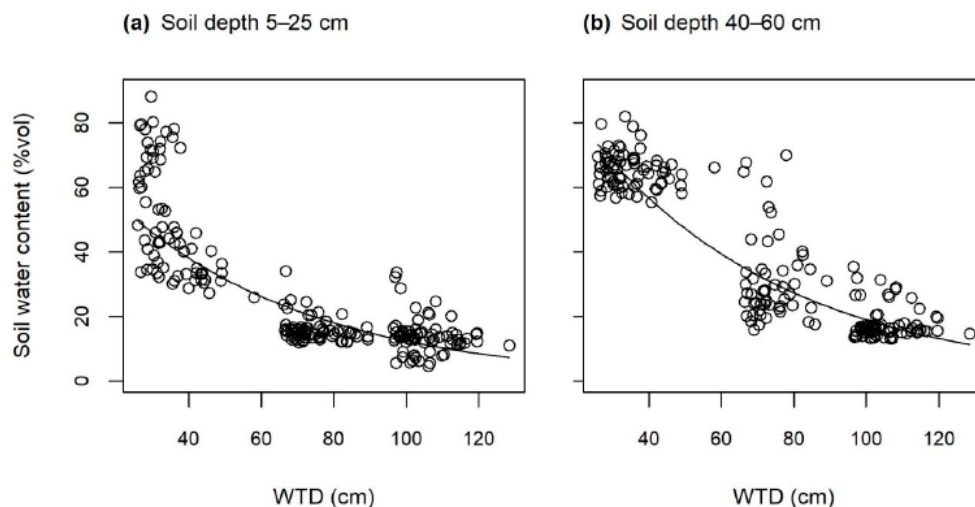 (a) Soil depth 5–25 cm
(b) Soil depth 40–60 cm
Soil water content (%vol)
80
60
40
20
0
40 60 80 100 120
40 60 80 100 120
WTD (cm)
WTD (cm)